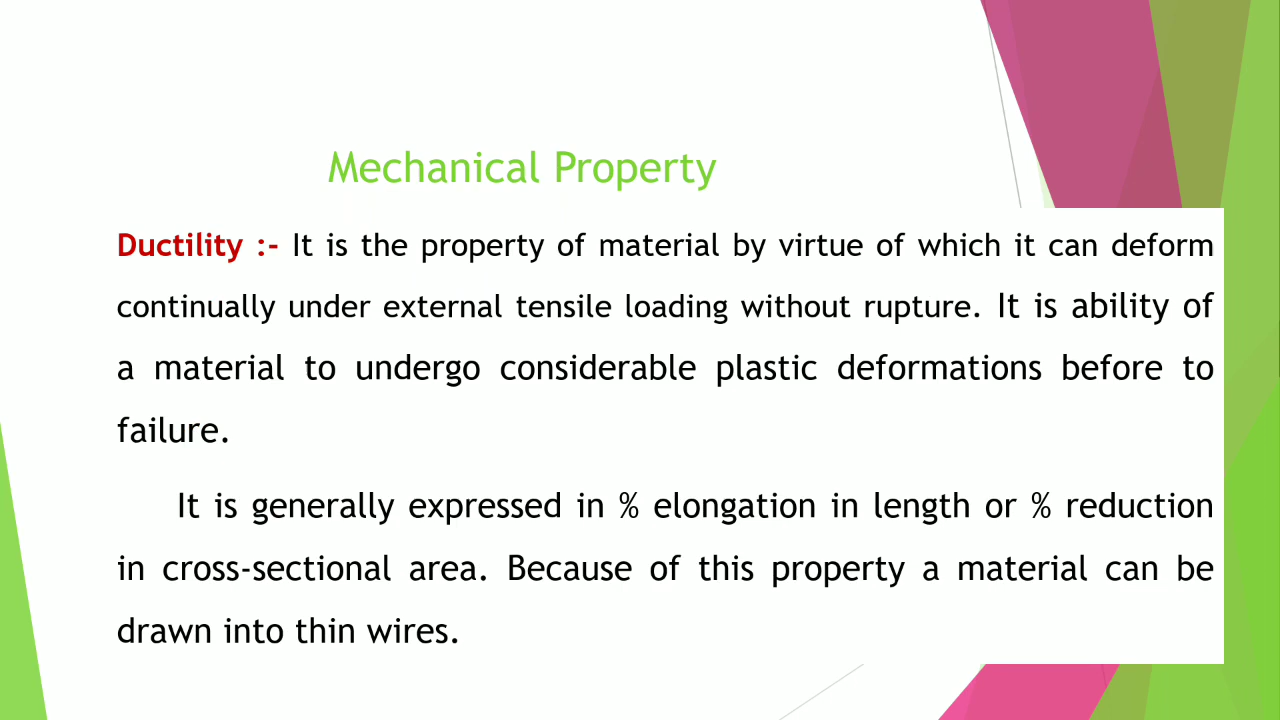 Mechanical Property
Ductility :- It is the property of material by virtue of which it can deform
continually under external tensile loading without rupture. It is ability of
a material to undergo considerable plastic deformations before to
failure.
It is generally expressed in % elongation in length or % reduction
in cross-sectional area. Because of this property a material can be
drawn into thin wires.